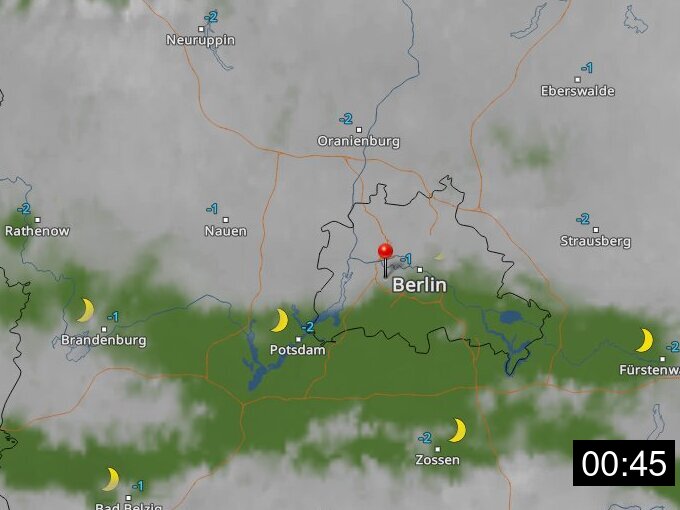 -2
Neuruppin
-1
Eberswalde
-2
Oranienburg
-2
Rathenow
-1
Nauen
-2
Strausberg
-1
Berlin
-1
Brandenburg
-2
Potsdam
-2
Fürstenwa
-2
Zossen
00:45
-1
Bad Belzig